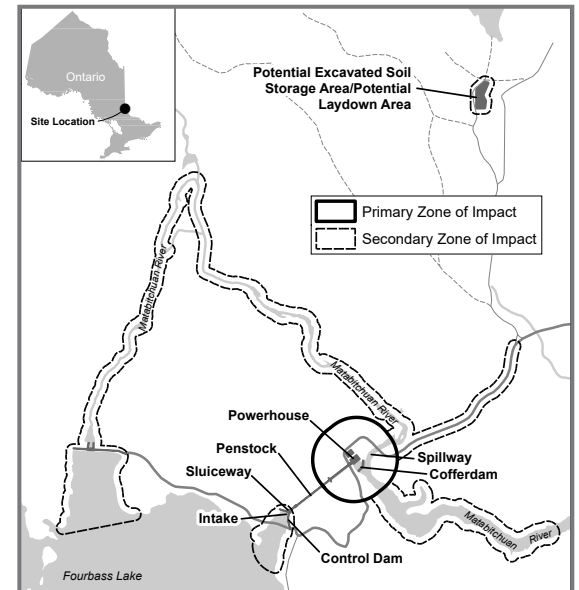 Ontario
Site Location
Potential Excavated Soil
Storage Area/Potential
Laydown Area
Primary Zone of Impact
Secondary Zone of Impact
Matabitchuan River
Matabitchuan River
Powerhouse
Penstock
Sluiceway
Intake
Spillway
Cofferdam
Control Dam
Matabitchuan River
Fourbass Lake